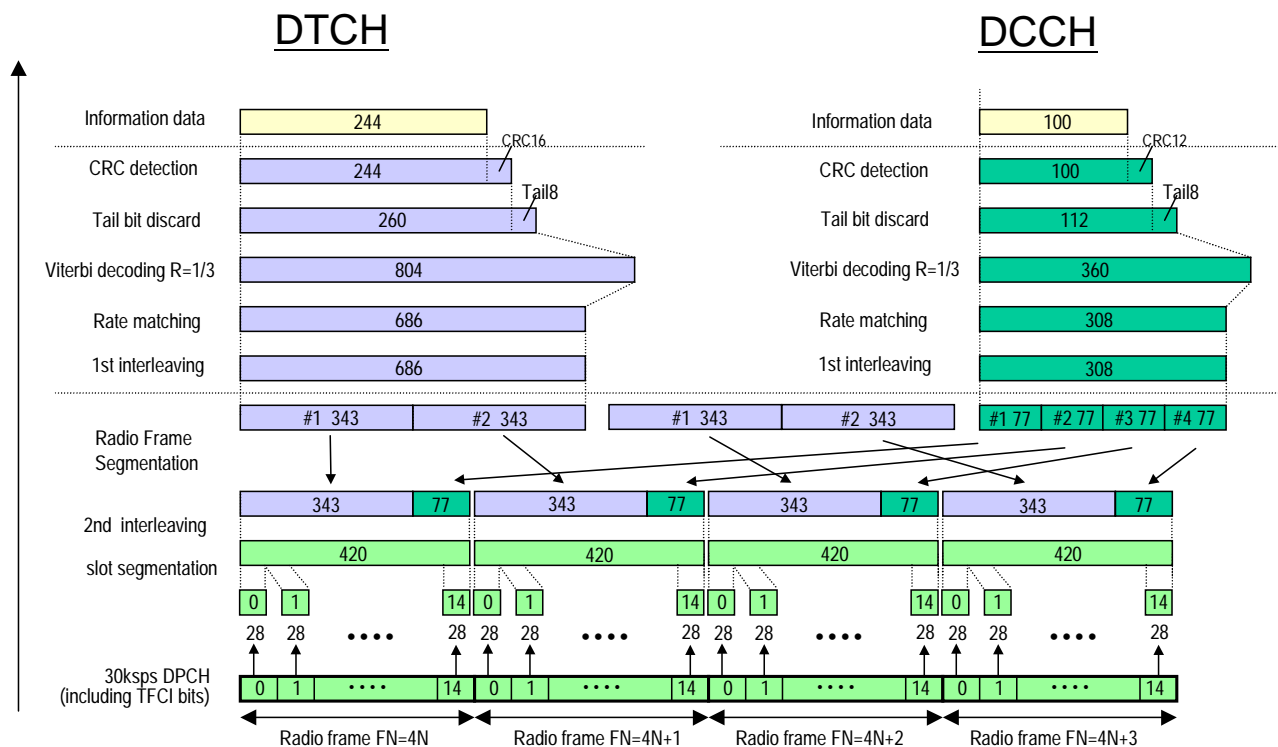 DTCH DCCH
Information data 244 Information data 100
CRC16 CRC12
CRC detection 244 CRC detection 100
Tail8 Tail8
Tail bit discard 260 Tail bit discard 112
Viterbi decoding R=1/3 804 Viterbi decoding R=1/3 360
Rate matching 686 Rate matching 308
1st interleaving 686 1st interleaving 308
#1 343 #2 343 #1 343 #2 343 #1 77 #2 77 #3 77 #4 77
Radio Frame
Segmentation
343 77 343 77 343 77 343 77
2nd interleaving
420 420 420 420
slot segmentation
0 1 14 0 1 14 0 1 14 0 1 14
28 28 •••• 28 28 28 •••• 28 28 28 •••• 28 28 28 •••• 28
30ksps DPCH
(including TFCI bits)
0 1 •••• 14 0 1 •••• 14 0 1 •••• 14 0 1 •••• 14
Radio frame FN=4N Radio frame FN=4N+1 Radio frame FN=4N+2 Radio frame FN=4N+3